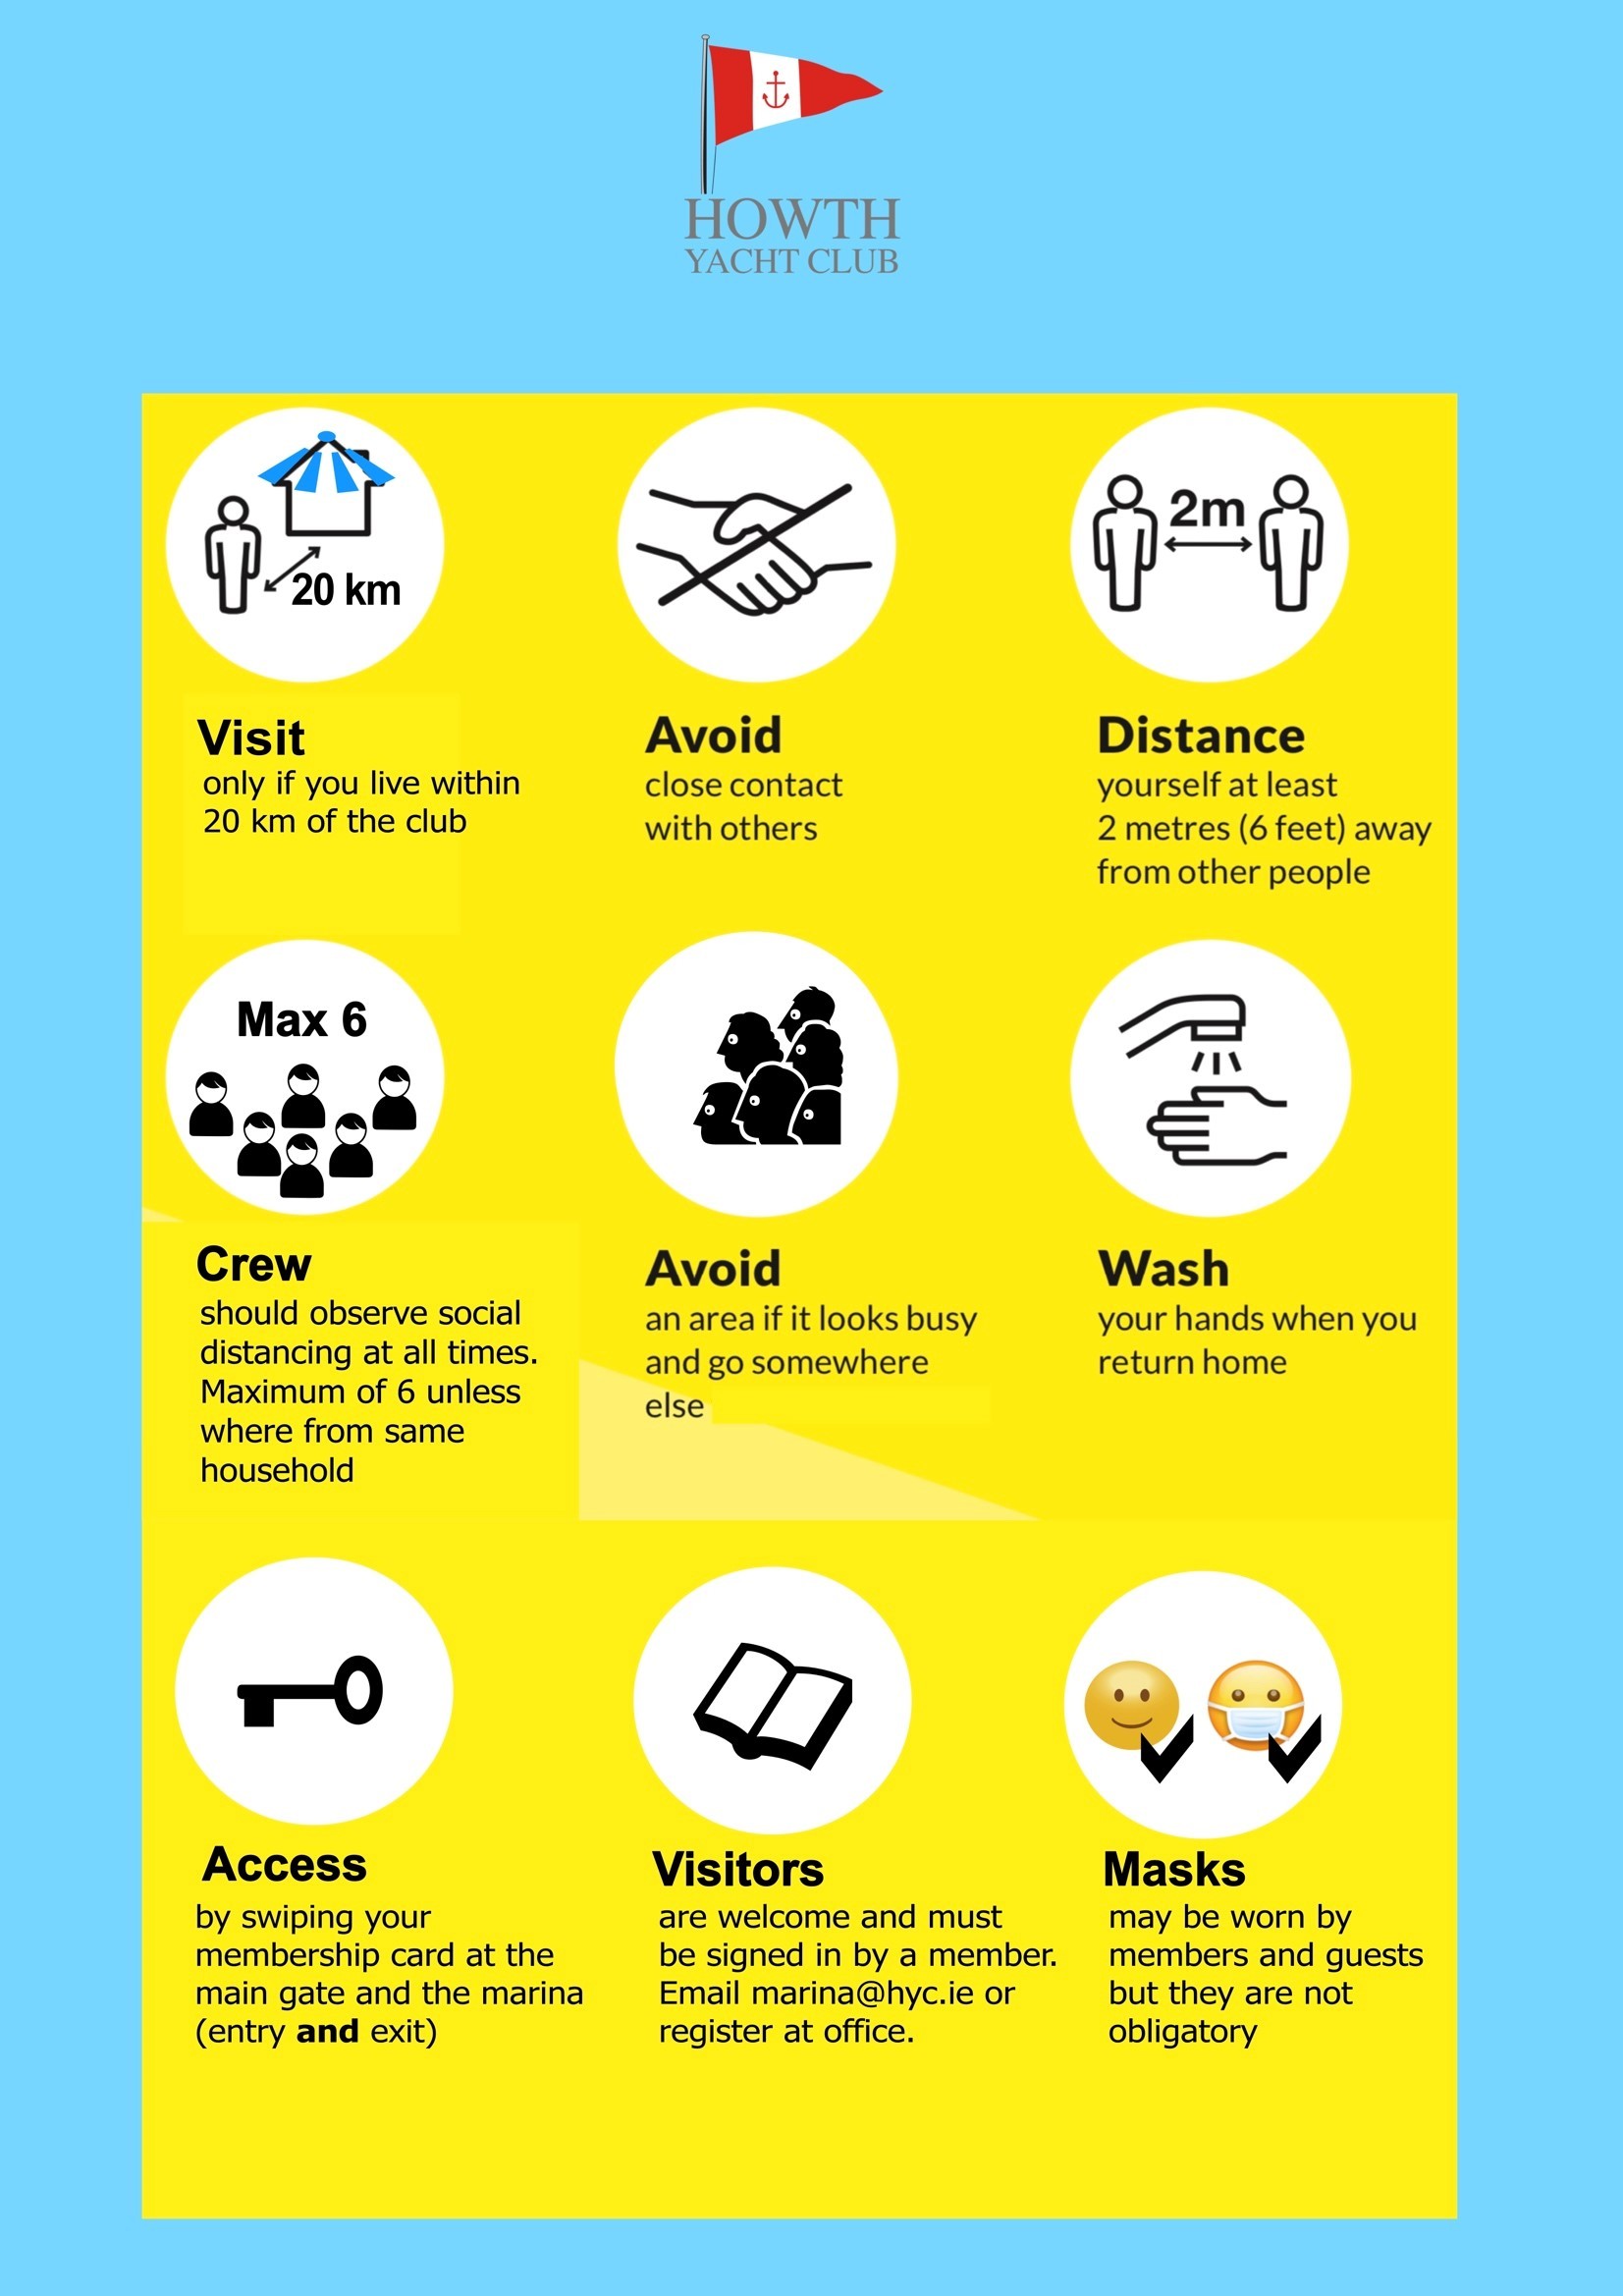 HOWTH
YACHT CLUB
20 km
Visit
only if you live within
20 km of the club
Avoid
close contact
with others
2m
Distance
yourself at least
2 metres (6 feet) away
from other people
Max 6
Crew
should observe social
distancing at all times.
Maximum of 6 unless
where from same
household
Avoid
an area if it looks busy
and go somewhere
else
Wash
your hands when you
return home
Access
by swiping your
membership card at the
main gate and the marina
(entry and exit)
Visitors
are welcome and must
be signed in by a member.
Email marina@hyc.ie or
register at office.
Masks
may be worn by
members and guests
but they are not
obligatory